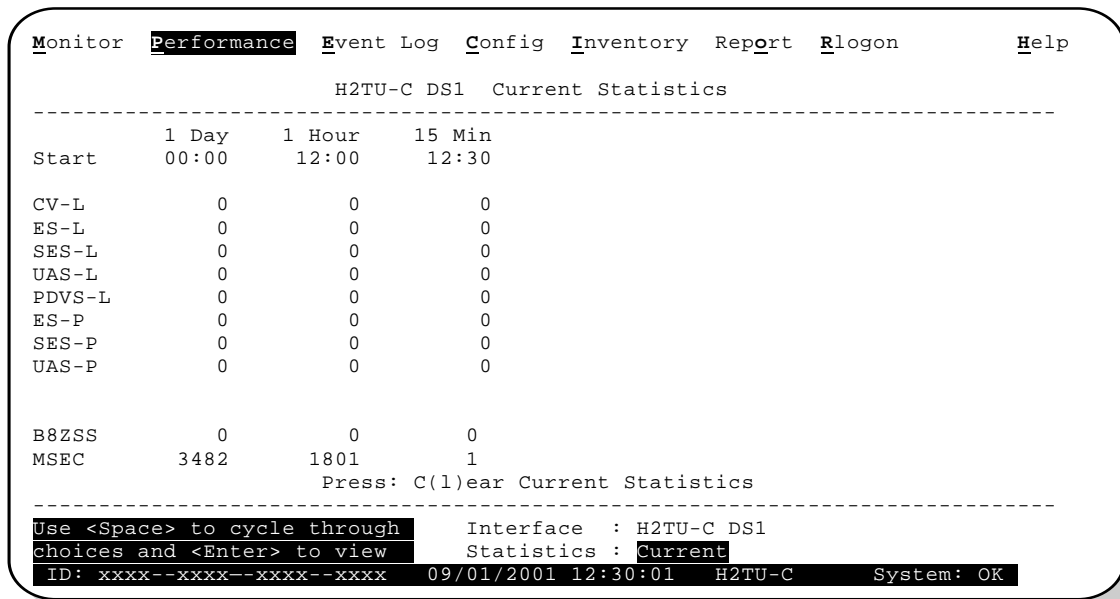 Monitor Performance Event Log Config Inventory Report Rlogon Help
H2TU-C DS1 Current Statistics
--------------------------------------------------------------------------------
1 Day 1 Hour 15 Min
Start 00:00 12:00 12:30
CV-L 0 0 0
ES-L 0 0 0
SES-L 0 0 0
UAS-L 0 0 0
PDVS-L 0 0 0
ES-P 0 0 0
SES-P 0 0 0
UAS-P 0 0 0
B8ZSS 0 0 0
MSEC 3482 1801 1
Press: C(l)ear Current Statistics
--------------------------------------------------------------------------------
Use <Space> to cycle through Interface : H2TU-C DS1
choices and <Enter> to view Statistics : Current
ID: xxxx--xxxx--xxxx--xxxx 09/01/2001 12:30:01 H2TU-C System: OK